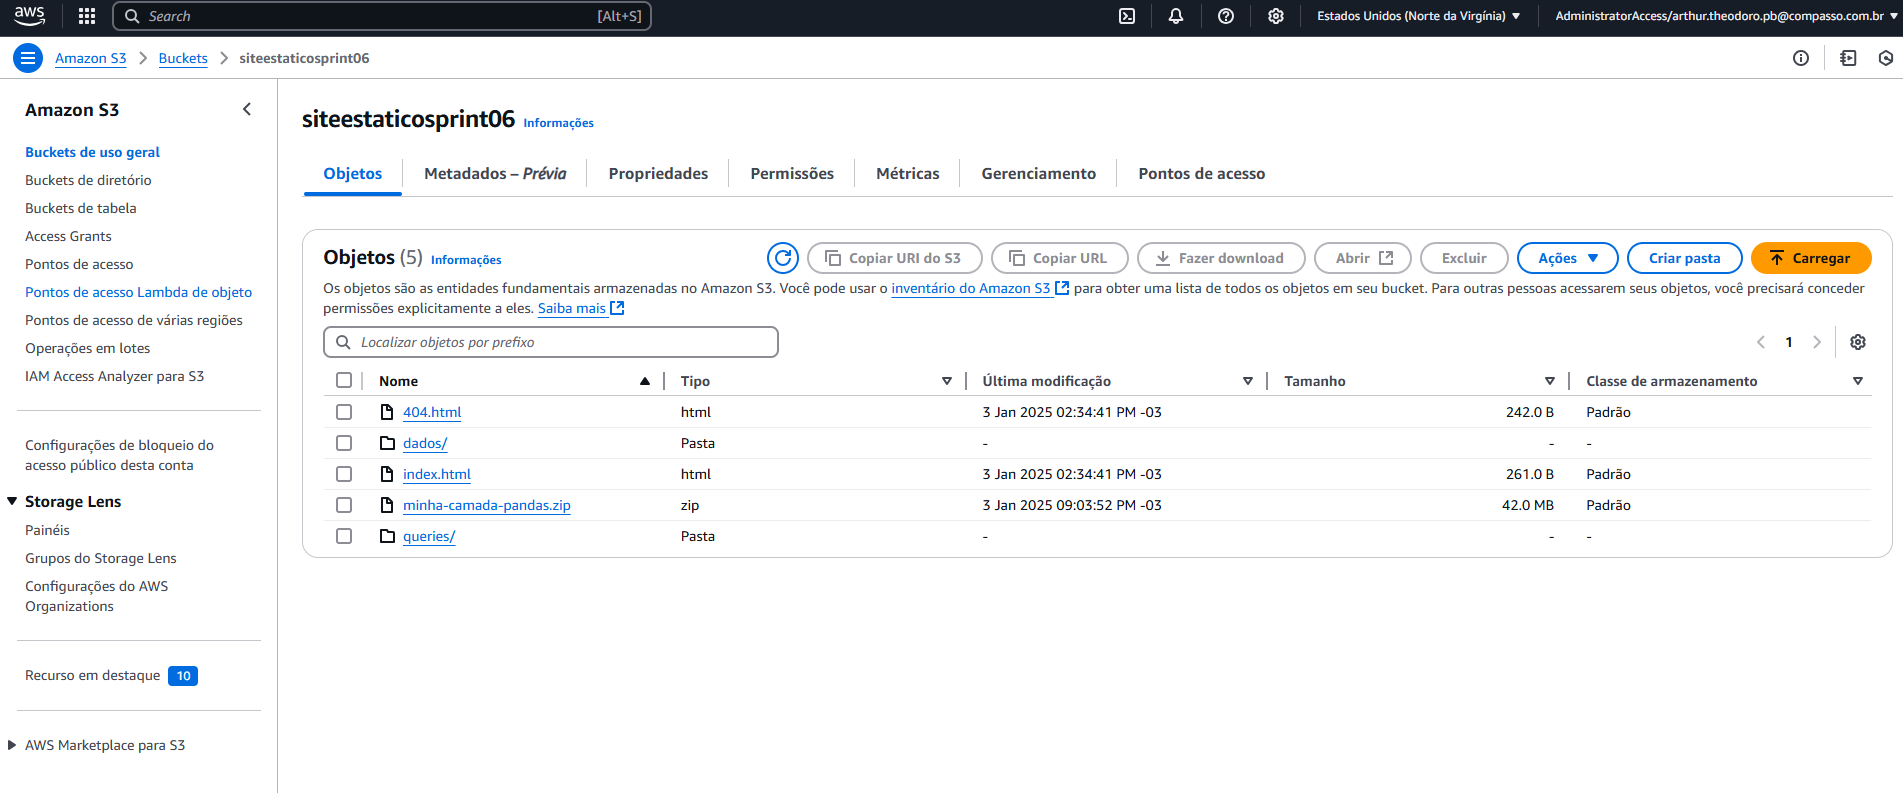 aws
Search [Alt+S]
Estados Unidos (Norte da Virgínia)
AdministratorAccess/arthur.theodoro.pb@compasso.com.br
Amazon S3 > Buckets > siteestaticosprint06
Amazon S3
Buckets de uso geral
Buckets de diretório
Buckets de tabela
Access Grants
Pontos de acesso
Pontos de acesso Lambda de objeto
Pontos de acesso de várias regiões
Operações em lotes
IAM Access Analyzer para S3
Configurações de bloqueio do
acesso público desta conta
Storage Lens
Painéis
Grupos do Storage Lens
Configurações do AWS
Organizations
Recurso em destaque 10
AWS Marketplace para S3
siteestaticosprint06 Informações
Objetos Metadados – Prévia Propriedades Permissões Métricas Gerenciamento Pontos de acesso
Objetos (5) Informações
Copiar URI do S3 Copiar URL Fazer download Abrir Excluir Ações Criar pasta Carregar
Os objetos são as entidades fundamentais armazenadas no Amazon S3. Você pode usar o inventário do Amazon S3 para obter uma lista de todos os objetos em seu bucket. Para outras pessoas acessarem seus objetos, você precisará conceder
permissões explicitamente a eles. Saiba mais
Localizar objetos por prefixo
1
Nome Tipo Última modificação Tamanho Classe de armazenamento
404.html html 3 Jan 2025 02:34:41 PM -03 242.0 B Padrão
dados/ Pasta - - -
index.html html 3 Jan 2025 02:34:41 PM -03 261.0 B Padrão
minha-camada-pandas.zip zip 3 Jan 2025 09:03:52 PM -03 42.0 MB Padrão
queries/ Pasta - - -